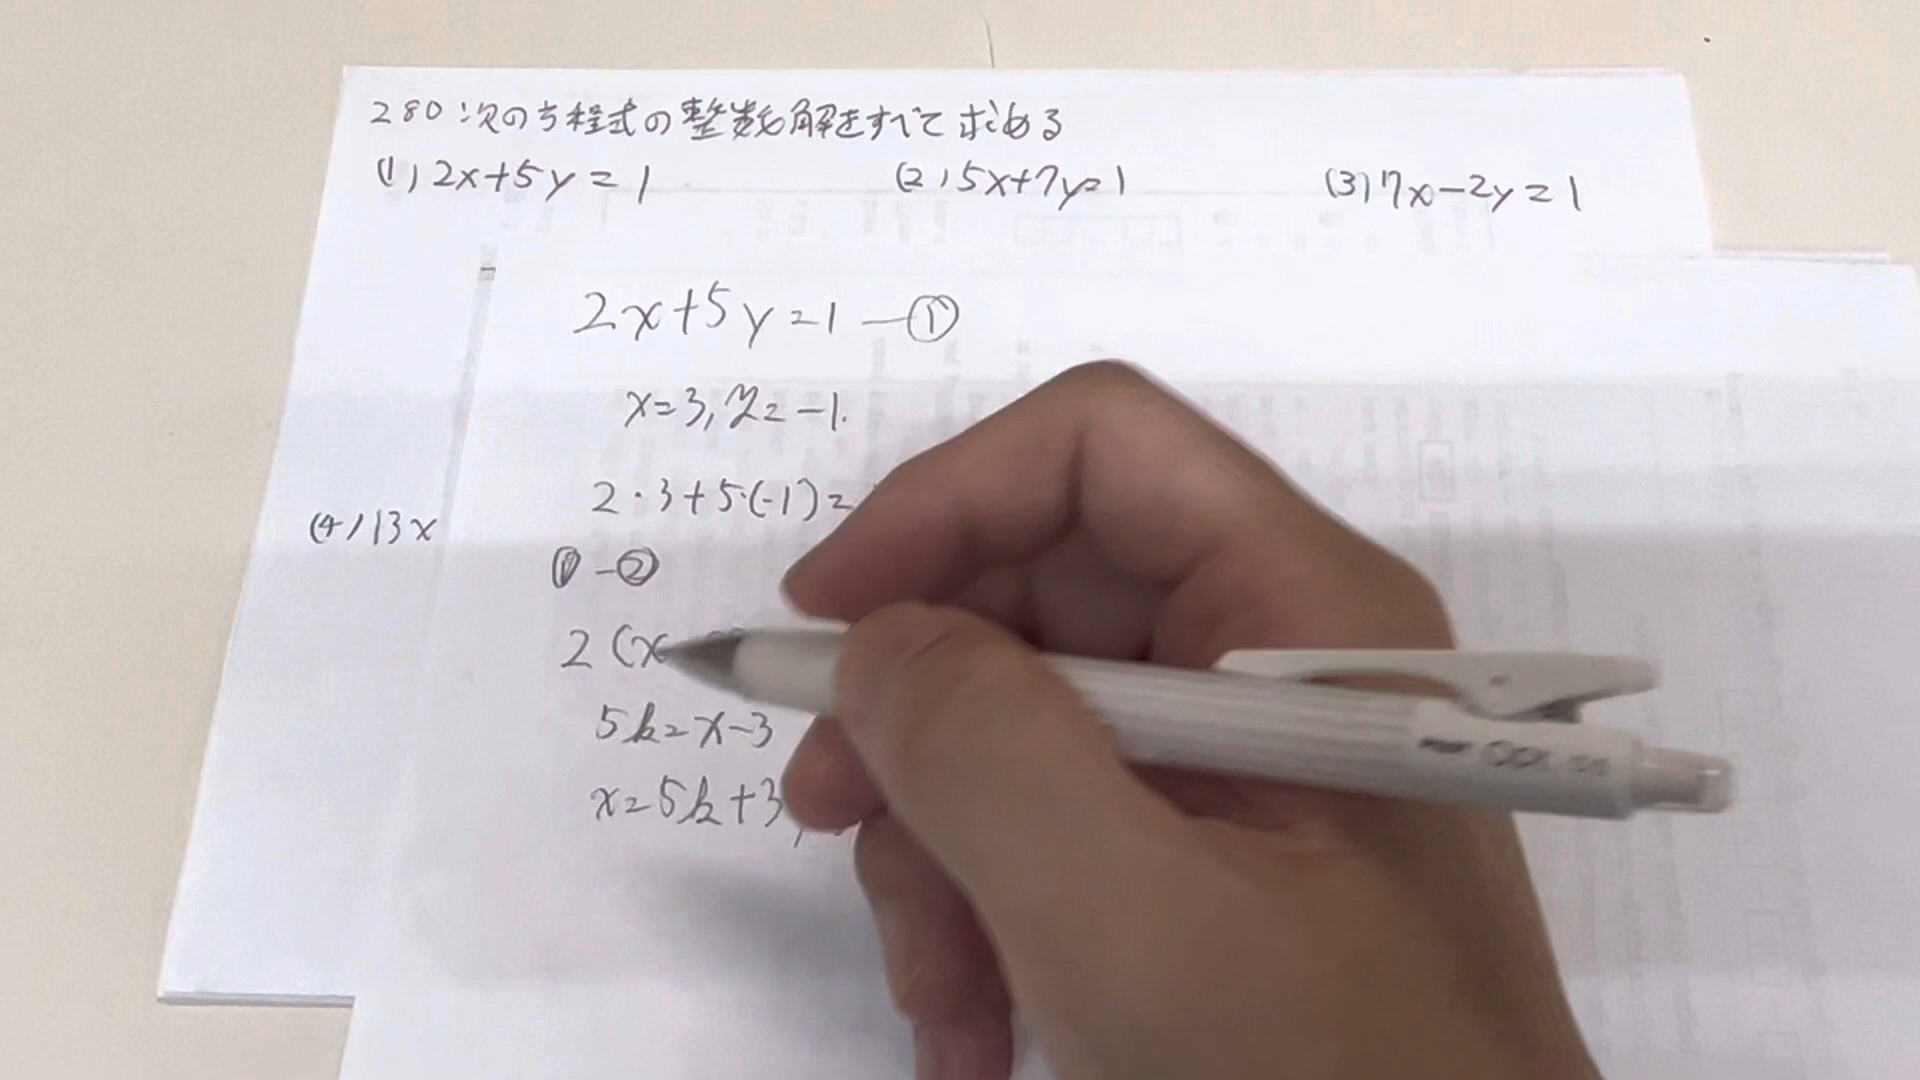 280 次の方程式の整数解をすべて求める
(1) 2x+5y=1 (2) 5x+7y=1 (3) 7x-2y=1
2x+5y=1 —①
x=3, y=-1.
2・3+5・(-1)=
(4) 13x
①-②
2(x
5k=x-3
x=5k+3,